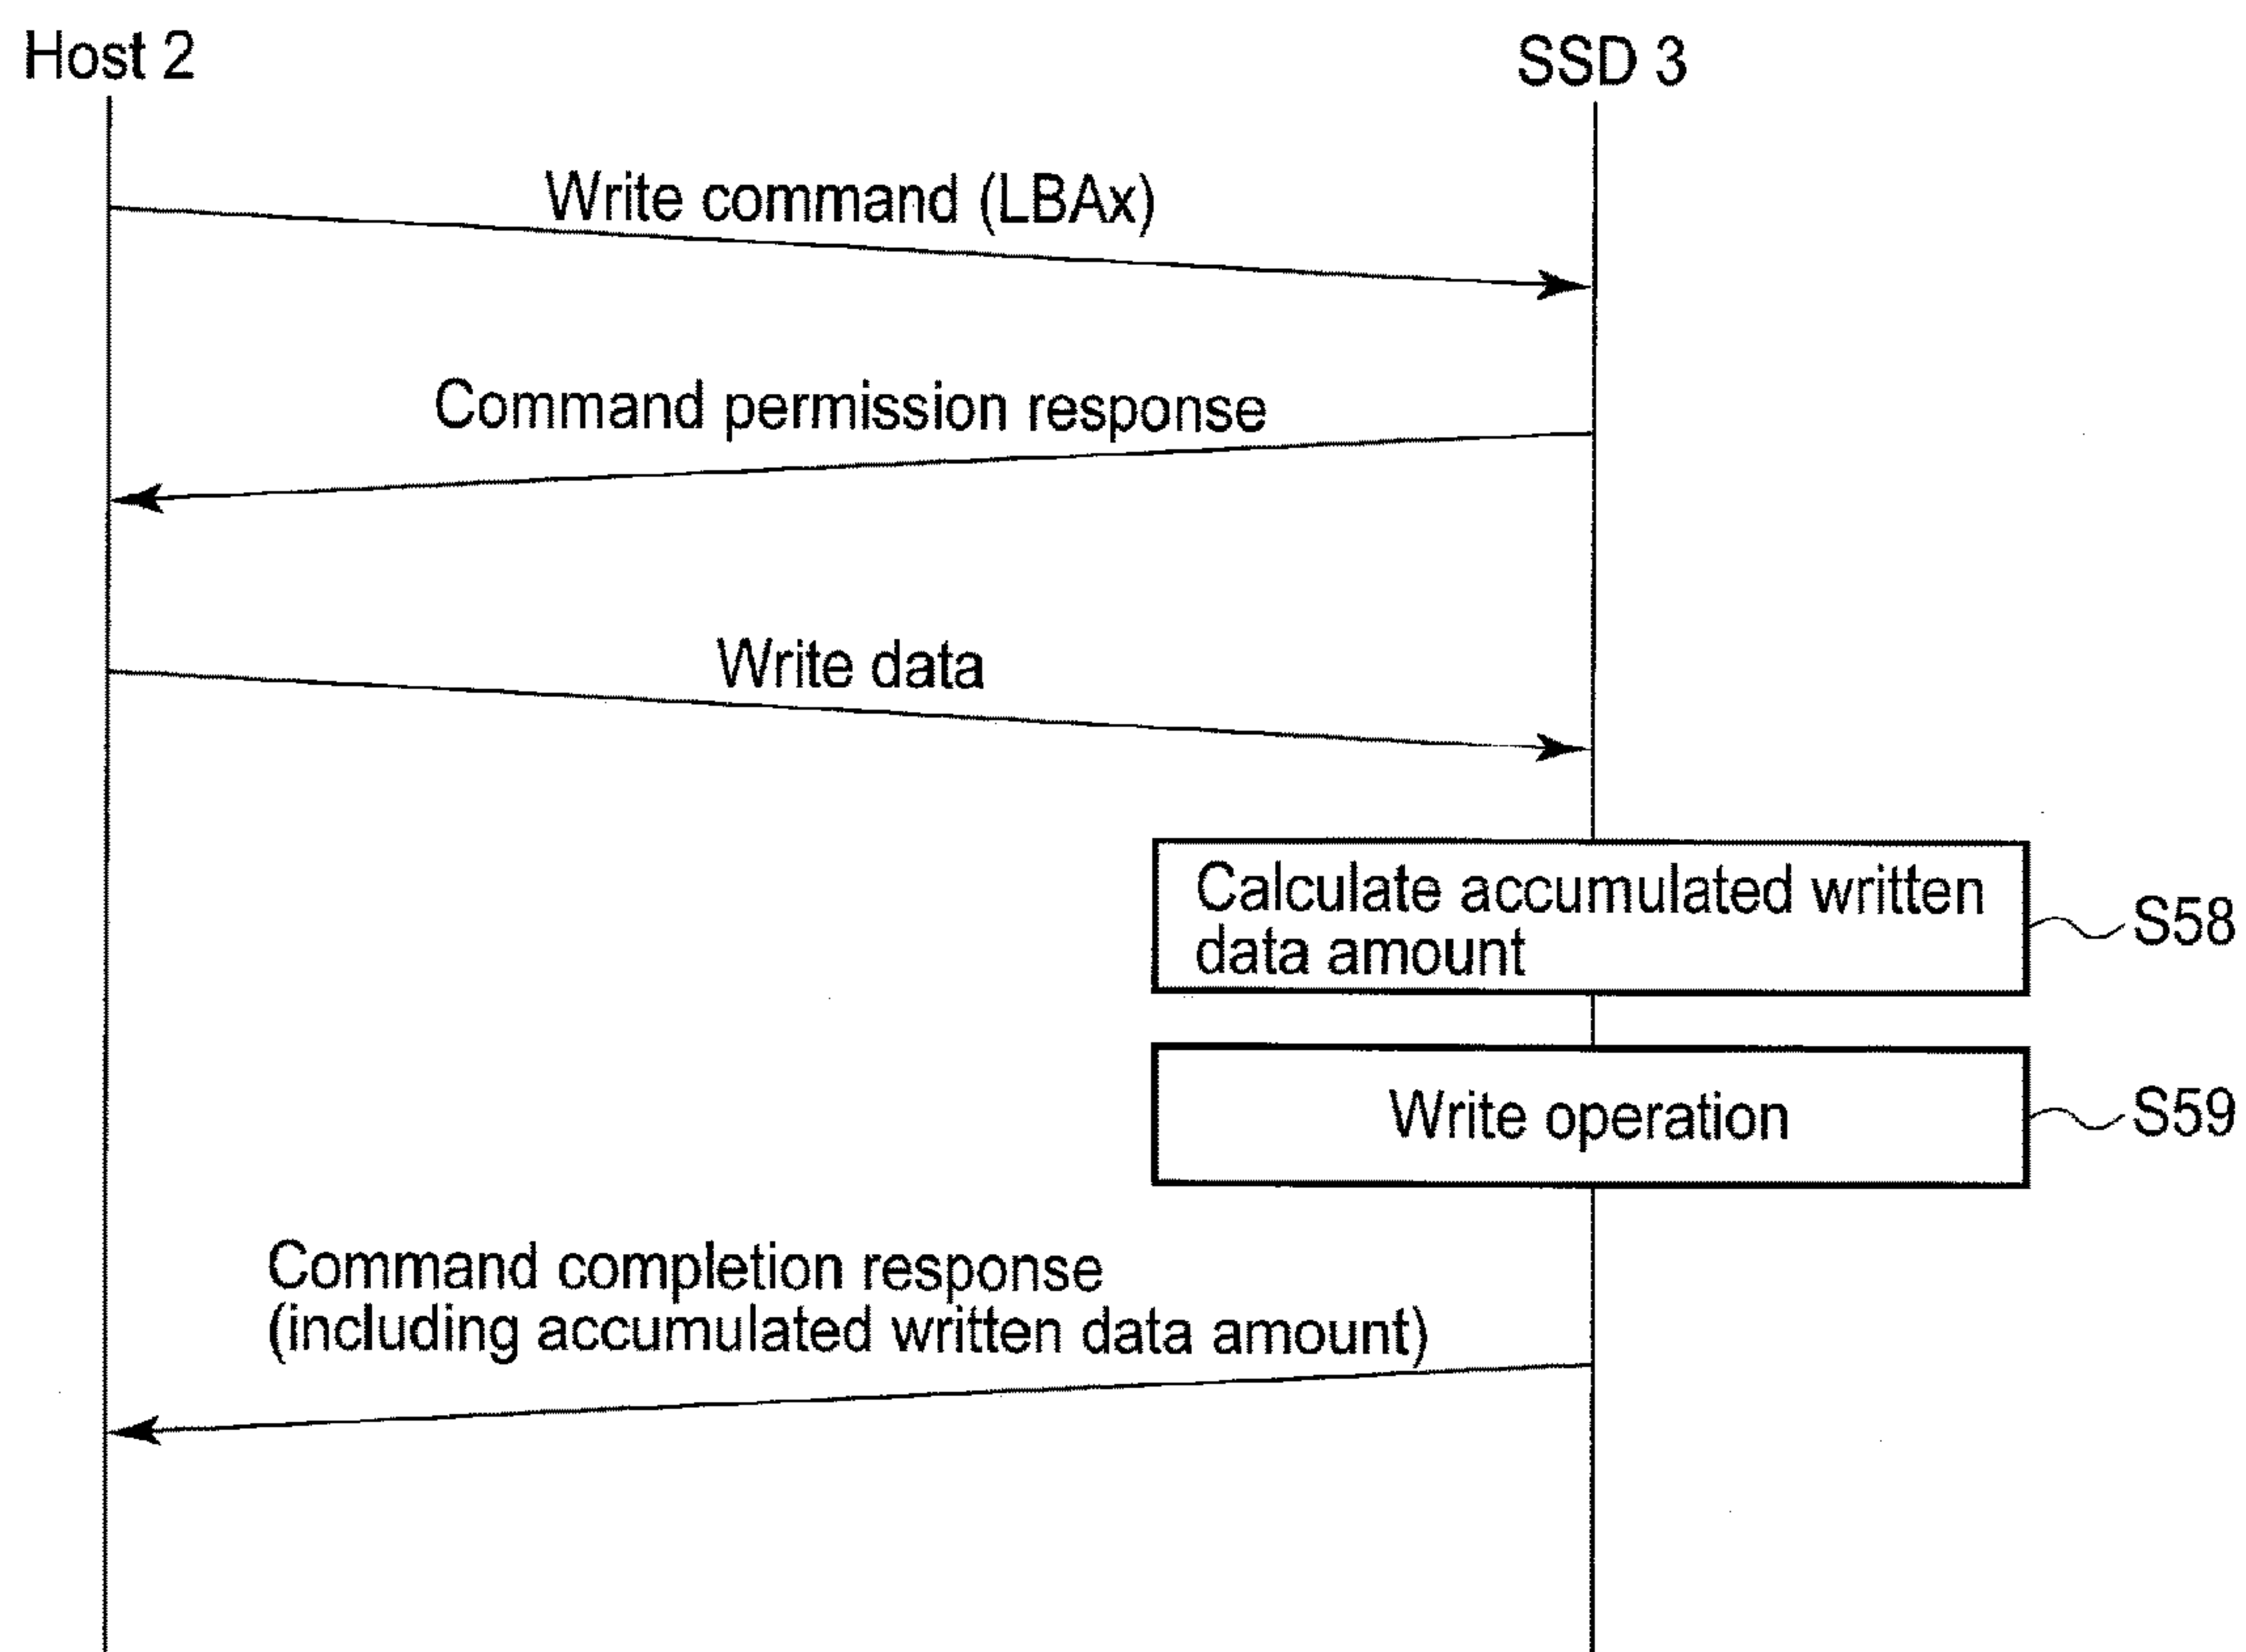 Host 2
SSD 3
Write command (LBAx)
Command permission response
Write data
Calculate accumulated written
data amount
S58
Write operation
S59
Command completion response
(including accumulated written data amount)